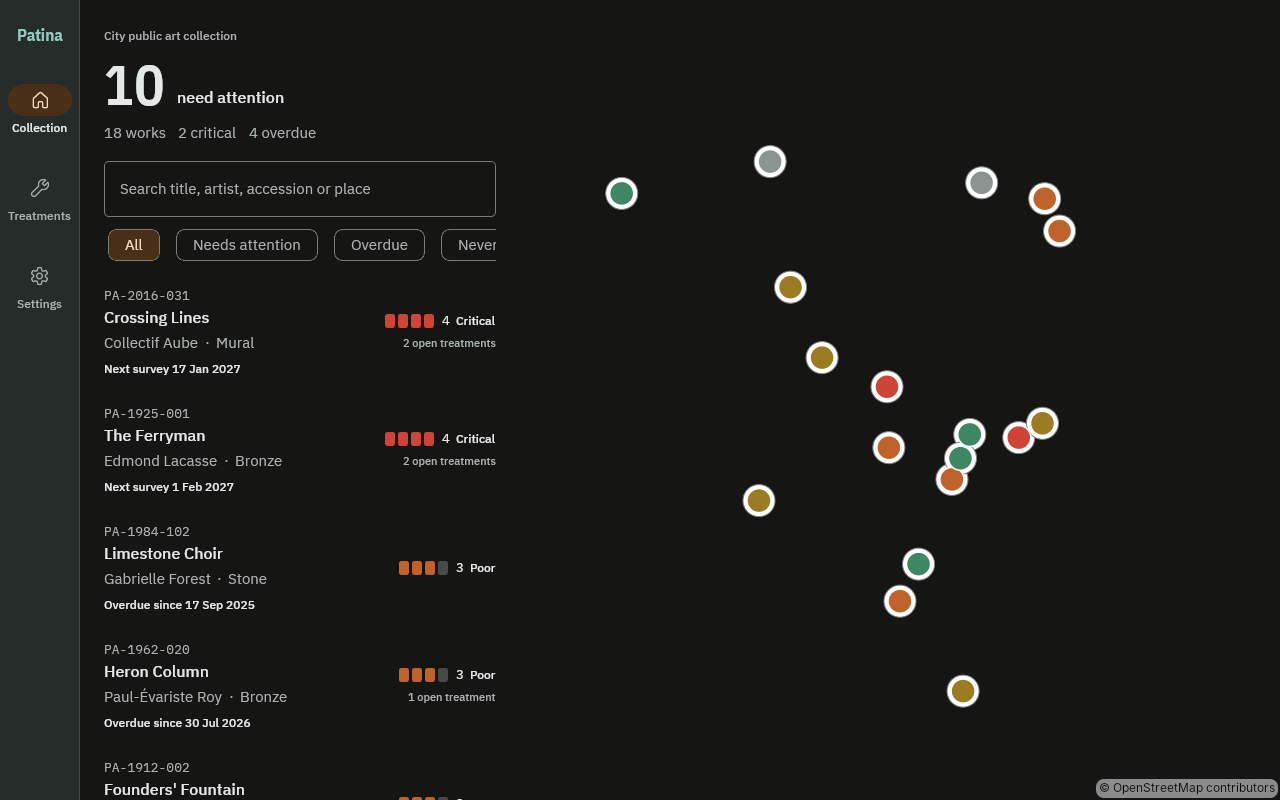 Patina
Collection
Treatments
Settings
City public art collection
10 need attention
18 works 2 critical 4 overdue
Search title, artist, accession or place
All
Needs attention
Overdue
Never
PA-2016-031
Crossing Lines
4 Critical
Collectif Aube · Mural
2 open treatments
Next survey 17 Jan 2027
PA-1925-001
The Ferryman
4 Critical
Edmond Lacasse · Bronze
2 open treatments
Next survey 1 Feb 2027
PA-1984-102
Limestone Choir
3 Poor
Gabrielle Forest · Stone
Overdue since 17 Sep 2025
PA-1962-020
Heron Column
3 Poor
Paul-Évariste Roy · Bronze
1 open treatment
Overdue since 30 Jul 2026
PA-1912-002
Founders' Fountain
© OpenStreetMap contributors